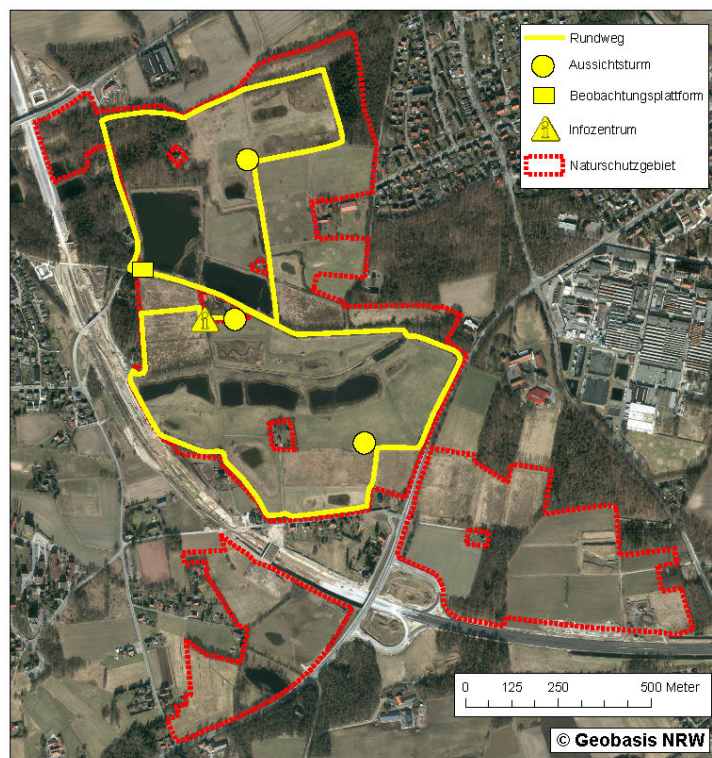 Rundweg
Aussichtsturm
Beobachtungsplattform
Infozentrum
Naturschutzgebiet
0 125 250 500 Meter
© Geobasis NRW